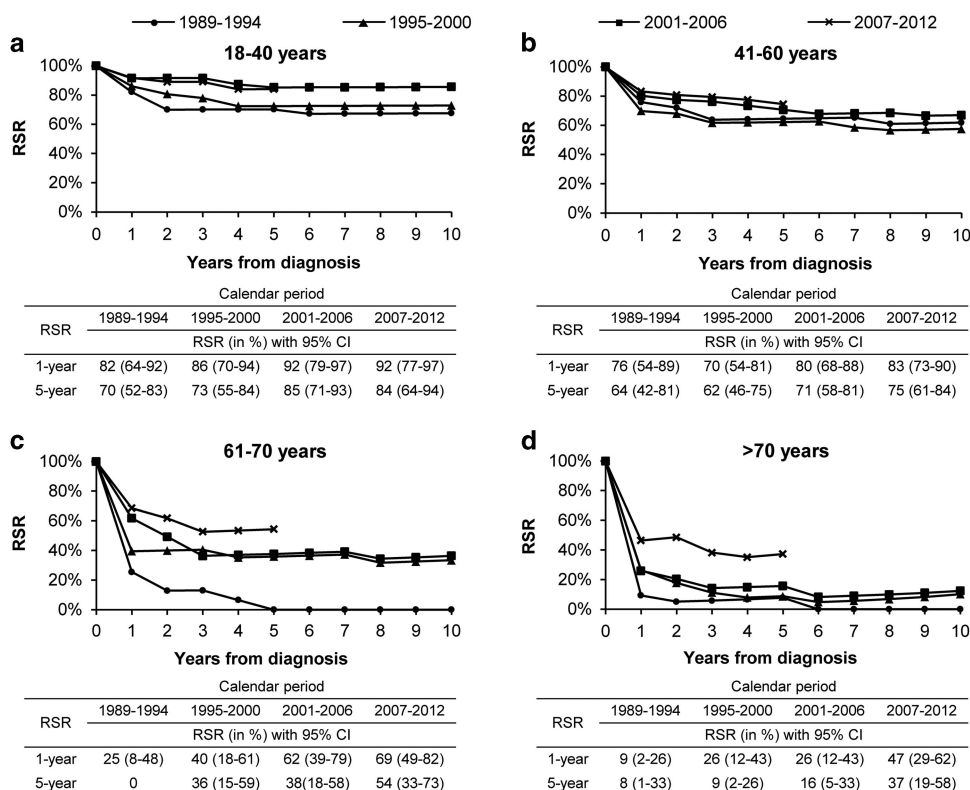 1989-1994 1995-2000 2001-2006 2007-2012
a 18-40 years
100%
80%
60%
40%
20%
0%
RSR
0 1 2 3 4 5 6 7 8 9 10
Years from diagnosis
Calendar period
RSR 1989-1994 1995-2000 2001-2006 2007-2012
RSR (in %) with 95% CI
1-year 82 (64-92) 86 (70-94) 92 (79-97) 92 (77-97)
5-year 70 (52-83) 73 (55-84) 85 (71-93) 84 (64-94)
b 41-60 years
100%
80%
60%
40%
20%
0%
RSR
0 1 2 3 4 5 6 7 8 9 10
Years from diagnosis
Calendar period
RSR 1989-1994 1995-2000 2001-2006 2007-2012
RSR (in %) with 95% CI
1-year 76 (54-89) 70 (54-81) 80 (68-88) 83 (73-90)
5-year 64 (42-81) 62 (46-75) 71 (58-81) 75 (61-84)
c 61-70 years
100%
80%
60%
40%
20%
0%
RSR
0 1 2 3 4 5 6 7 8 9 10
Years from diagnosis
Calendar period
RSR 1989-1994 1995-2000 2001-2006 2007-2012
RSR (in %) with 95% CI
1-year 25 (8-48) 40 (18-61) 62 (39-79) 69 (49-82)
5-year 0 36 (15-59) 38(18-58) 54 (33-73)
d >70 years
100%
80%
60%
40%
20%
0%
RSR
0 1 2 3 4 5 6 7 8 9 10
Years from diagnosis
Calendar period
RSR 1989-1994 1995-2000 2001-2006 2007-2012
RSR (in %) with 95% CI
1-year 9 (2-26) 26 (12-43) 26 (12-43) 47 (29-62)
5-year 8 (1-33) 9 (2-26) 16 (5-33) 37 (19-58)